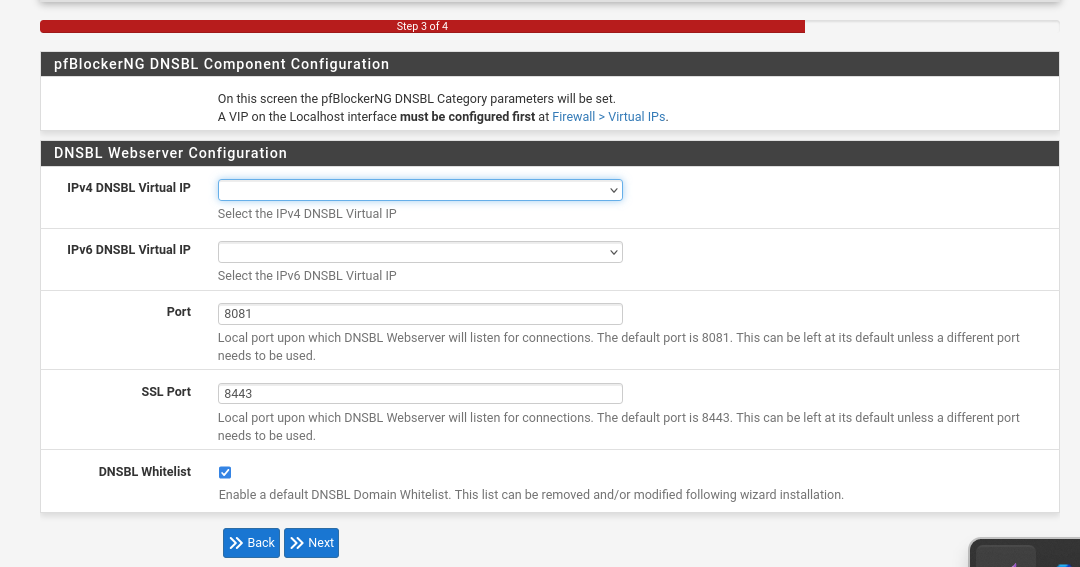 Step 3 of 4
pfBlockerNG DNSBL Component Configuration
On this screen the pfBlockerNG DNSBL Category parameters will be set.
A VIP on the Localhost interface must be configured first at Firewall > Virtual IPs.
DNSBL Webserver Configuration
IPv4 DNSBL Virtual IP
Select the IPv4 DNSBL Virtual IP
IPv6 DNSBL Virtual IP
Select the IPv6 DNSBL Virtual IP
Port
8081
Local port upon which DNSBL Webserver will listen for connections. The default port is 8081. This can be left at its default unless a different port
needs to be used.
SSL Port
8443
Local port upon which DNSBL Webserver will listen for connections. The default port is 8443. This can be left at its default unless a different port
needs to be used.
DNSBL Whitelist
Enable a default DNSBL Domain Whitelist. This list can be removed and/or modified following wizard installation.
Back Next